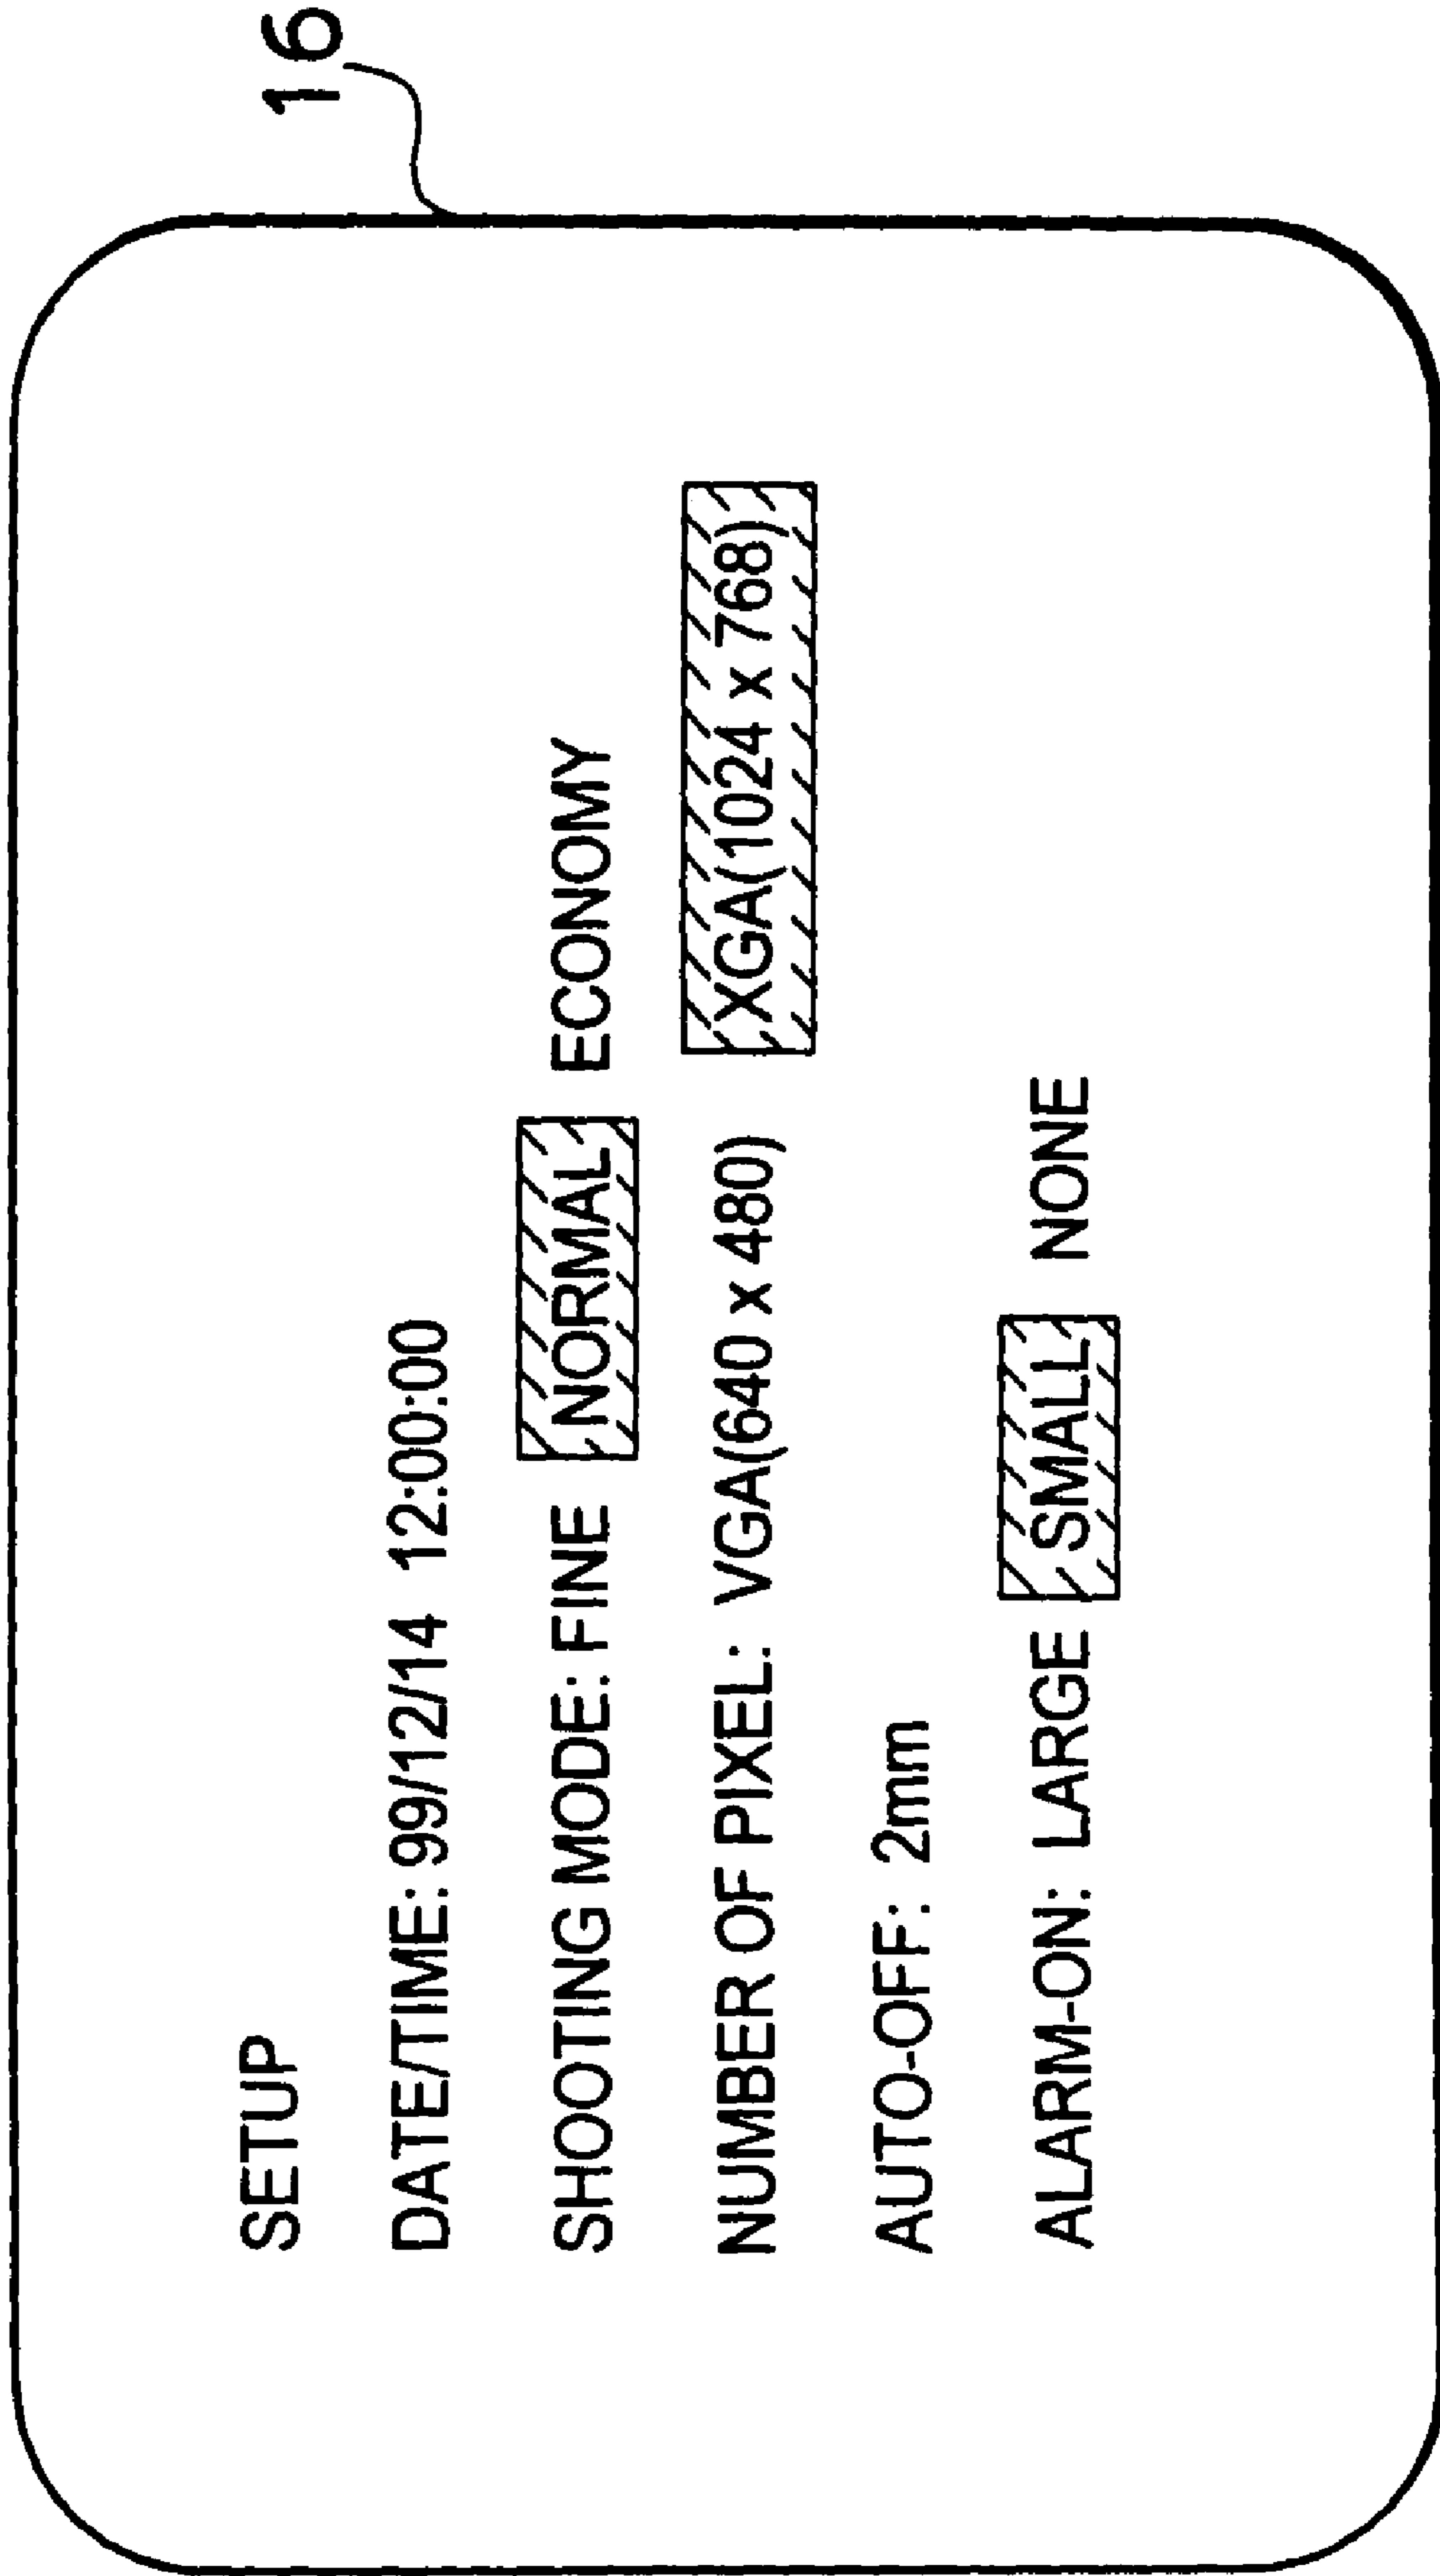 16
SETUP
DATE/TIME: 99/12/14 12:00:00
SHOOTING MODE: FINE NORMAL ECONOMY
NUMBER OF PIXEL: VGA(640 x 480) XGA(1024 x 768)
AUTO-OFF: 2mm
ALARM-ON: LARGE SMALL NONE